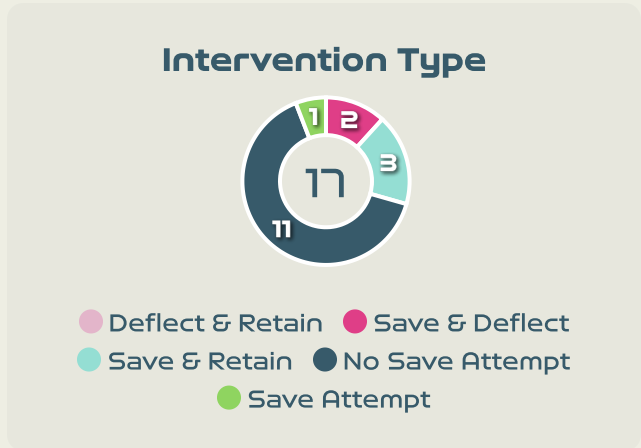 Intervention Type
1 2
3
17
11
Deflect & Retain Save & Deflect
Save & Retain No Save Attempt
Save Attempt